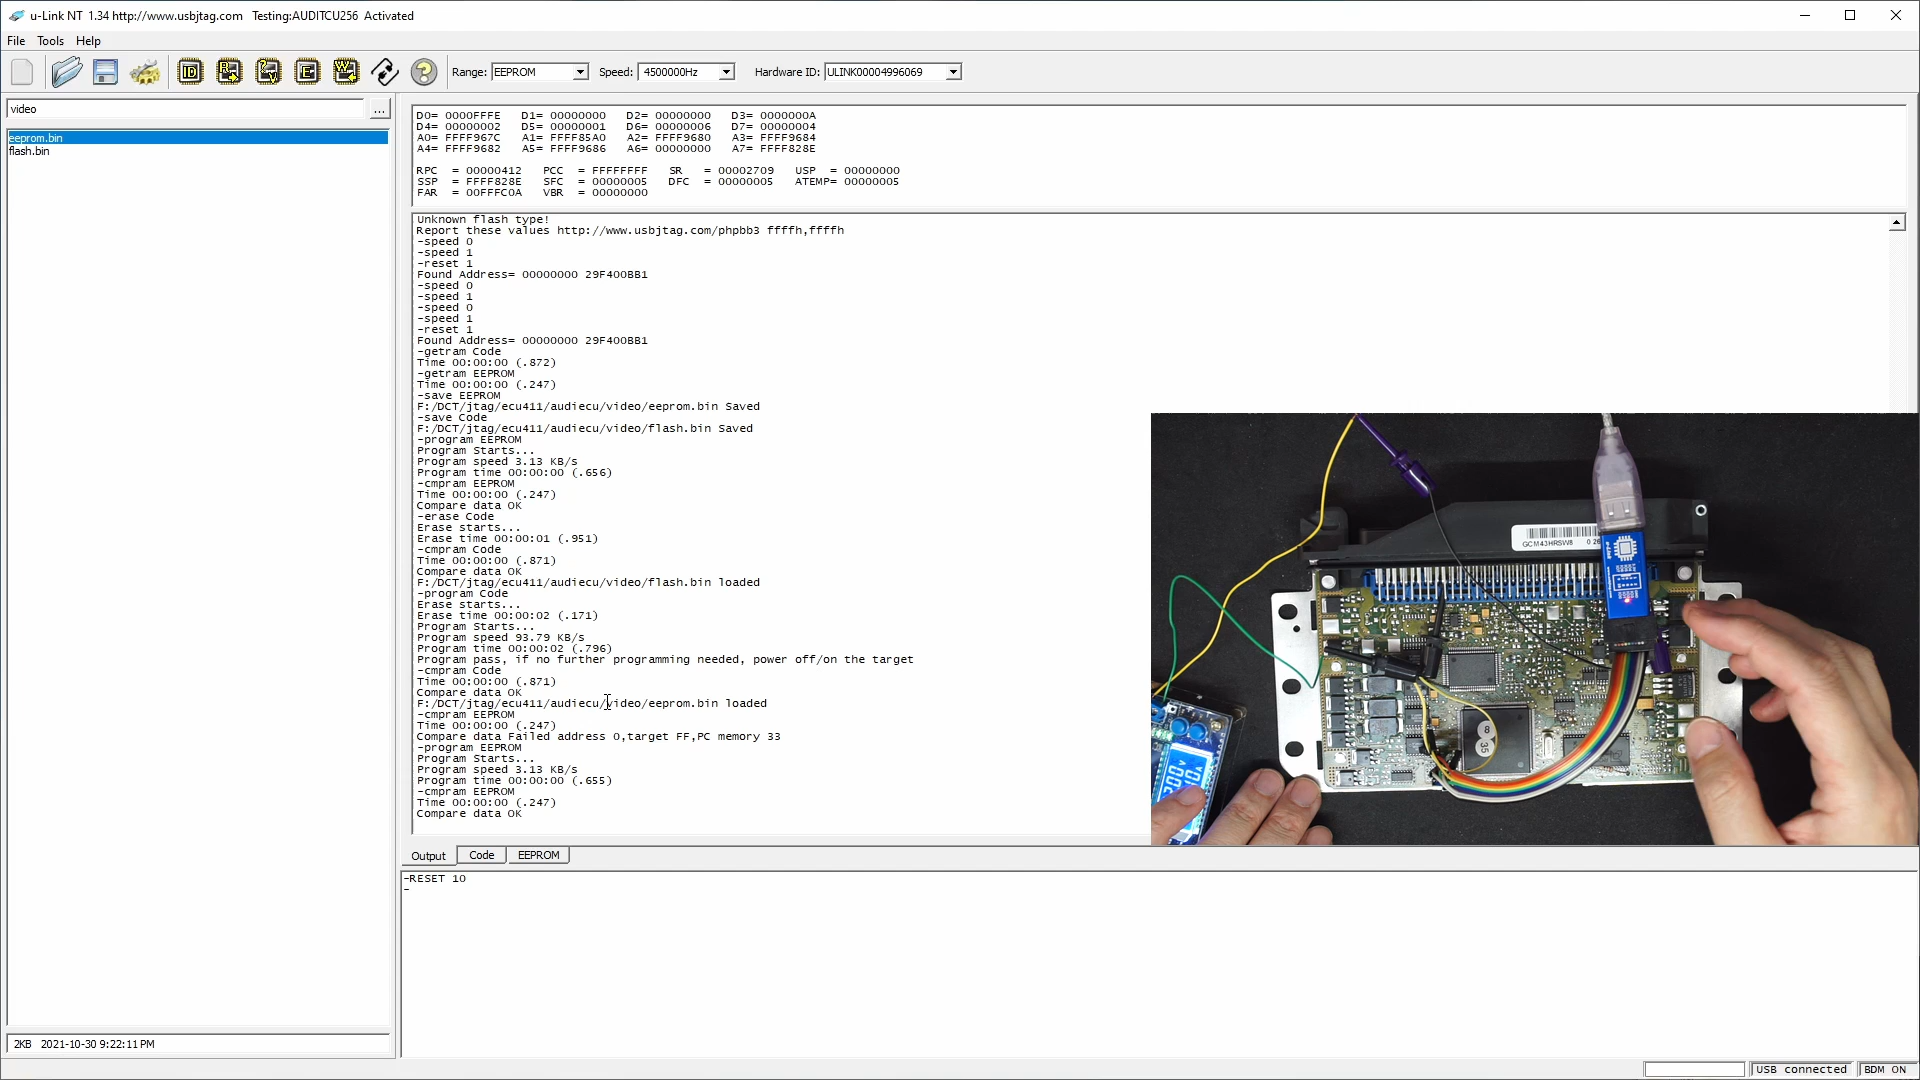 u-Link NT 1.34 http://www.usbjtag.com Testing:AUDITCU256 Activated
File Tools Help
ID R V E W
Range: EEPROM Speed: 4500000Hz Hardware ID: ULINK00004996069
video ...
eeprom.bin
flash.bin
D0= 0000FFFE D1= 00000000 D2= 00000000 D3= 0000000A
D4= 00000002 D5= 00000001 D6= 00000006 D7= 00000004
A0= FFFF967C A1= FFFF85A0 A2= FFFF9680 A3= FFFF9684
A4= FFFF9682 A5= FFFF9686 A6= 00000000 A7= FFFF828E
RPC = 00000412 PCC = FFFFFFFF SR = 00002709 USP = 00000000
SSP = FFFF828E SFC = 00000005 DFC = 00000005 ATEMP= 00000005
FAR = 00FFFC0A VBR = 00000000
Unknown flash type!
Report these values http://www.usbjtag.com/phpbb3 ffffh,ffffh
-speed 0
-speed 1
-reset 1
Found Address= 00000000 29F400BB1
-speed 0
-speed 1
-speed 0
-speed 1
-reset 1
Found Address= 00000000 29F400BB1
-getram Code
Time 00:00:00 (.872)
-getram EEPROM
Time 00:00:00 (.247)
-save EEPROM
F:/DCT/jtag/ecu411/audiecu/video/eeprom.bin Saved
-save Code
F:/DCT/jtag/ecu411/audiecu/video/flash.bin Saved
-program EEPROM
Program Starts...
Program speed 3.13 KB/s
Program time 00:00:00 (.656)
-cmpram EEPROM
Time 00:00:00 (.247)
Compare data OK
-erase Code
Erase starts...
Erase time 00:00:01 (.951)
-cmpram Code
Time 00:00:00 (.871)
Compare data OK
F:/DCT/jtag/ecu411/audiecu/video/flash.bin loaded
-program Code
Erase starts...
Erase time 00:00:02 (.171)
Program Starts...
Program speed 93.79 KB/s
Program time 00:00:02 (.796)
Program pass, if no further programming needed, power off/on the target
-cmpram Code
Time 00:00:00 (.871)
Compare data OK
F:/DCT/jtag/ecu411/audiecu/video/eeprom.bin loaded
-cmpram EEPROM
Time 00:00:00 (.247)
Compare data Failed address 0,target FF,PC memory 33
-program EEPROM
Program Starts...
Program speed 3.13 KB/s
Program time 00:00:00 (.655)
-cmpram EEPROM
Time 00:00:00 (.247)
Compare data OK
GCM43HRSW8 0 26
8
35
Output Code EEPROM
-RESET 10
-
2KB 2021-10-30 9:22:11 PM
USB connected BDM ON